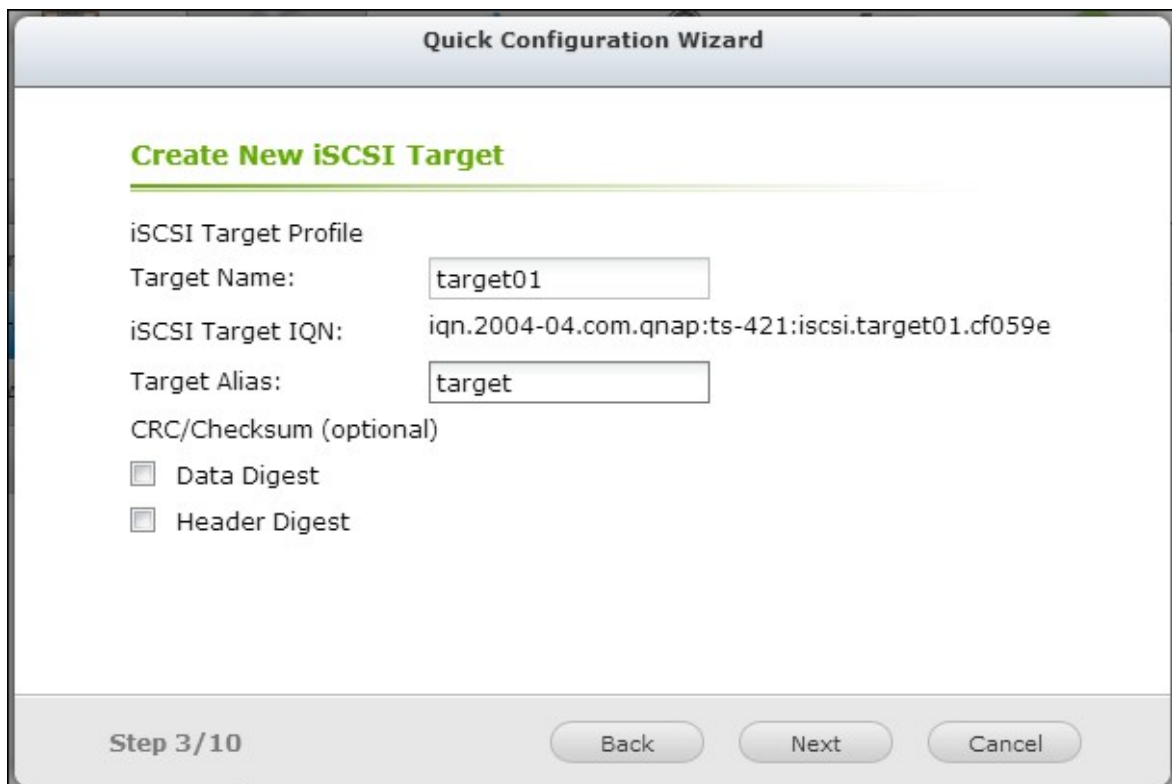 Quick Configuration Wizard
Create New iSCSI Target
iSCSI Target Profile
Target Name: target01
iSCSI Target IQN: iqn.2004-04.com.qnap:ts-421:iscsi.target01.cf059e
Target Alias: target
CRC/Checksum (optional)
Data Digest
Header Digest
Step 3/10 Back Next Cancel